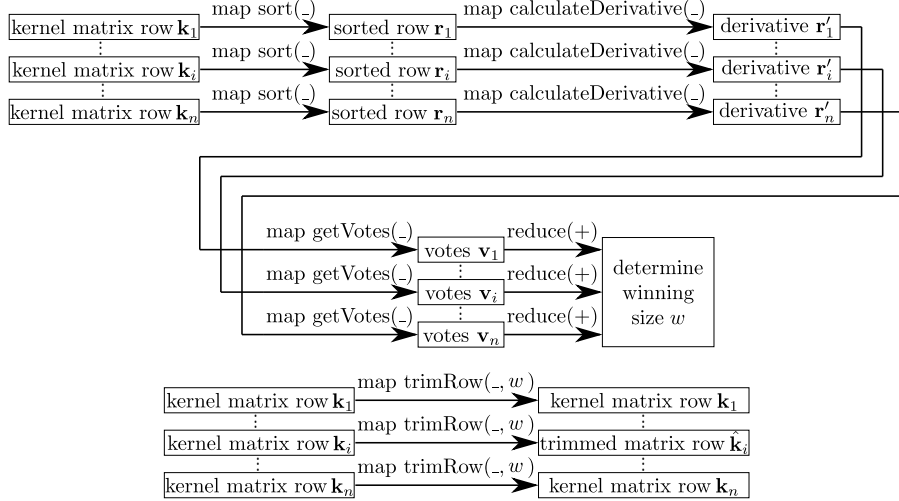 kernel matrix row k₁ map sort(_) sorted row r₁ map calculateDerivative(_) derivative r′₁
kernel matrix row kᵢ map sort(_) sorted row rᵢ map calculateDerivative(_) derivative r′ᵢ
kernel matrix row kₙ map sort(_) sorted row rₙ map calculateDerivative(_) derivative r′ₙ
map getVotes(_) votes v₁ reduce(+)
map getVotes(_) votes vᵢ reduce(+)
map getVotes(_) votes vₙ reduce(+)
determine
winning
size w
kernel matrix row k₁ map trimRow(_, w) kernel matrix row k₁
kernel matrix row kᵢ map trimRow(_, w) trimmed matrix row k̂ᵢ
kernel matrix row kₙ map trimRow(_, w) kernel matrix row kₙ